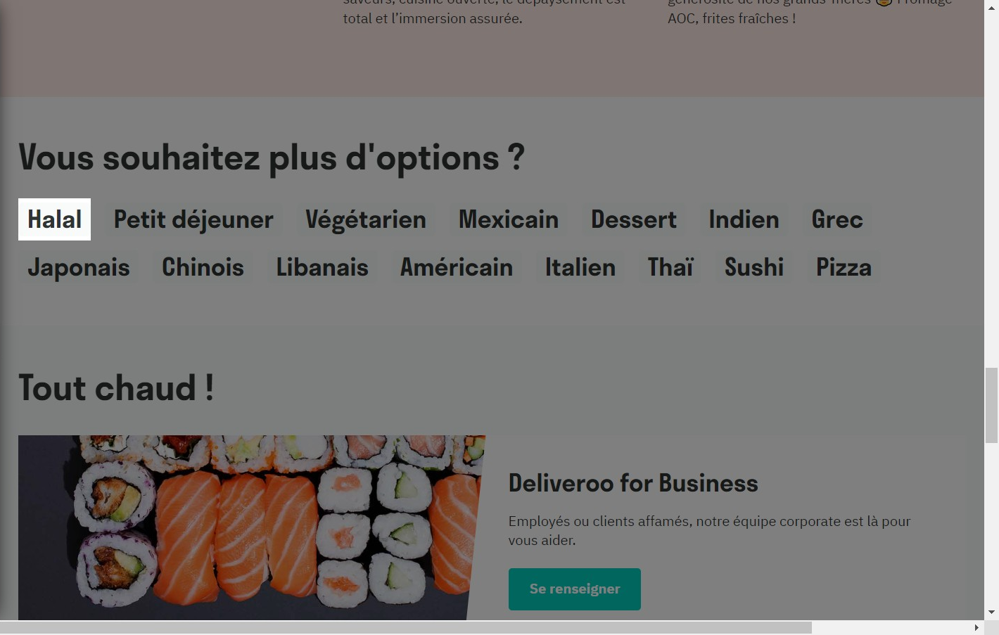 saveurs, cuisine ouverte, le dépaysement est
total et l'immersion assurée.
générosité de nos grands-mères 👵 Fromage
AOC, frites fraîches !
Vous souhaitez plus d'options ?
Halal Petit déjeuner Végétarien Mexicain Dessert Indien Grec
Japonais Chinois Libanais Américain Italien Thaï Sushi Pizza
Tout chaud !
Deliveroo for Business
Employés ou clients affamés, notre équipe corporate est là pour
vous aider.
Se renseigner